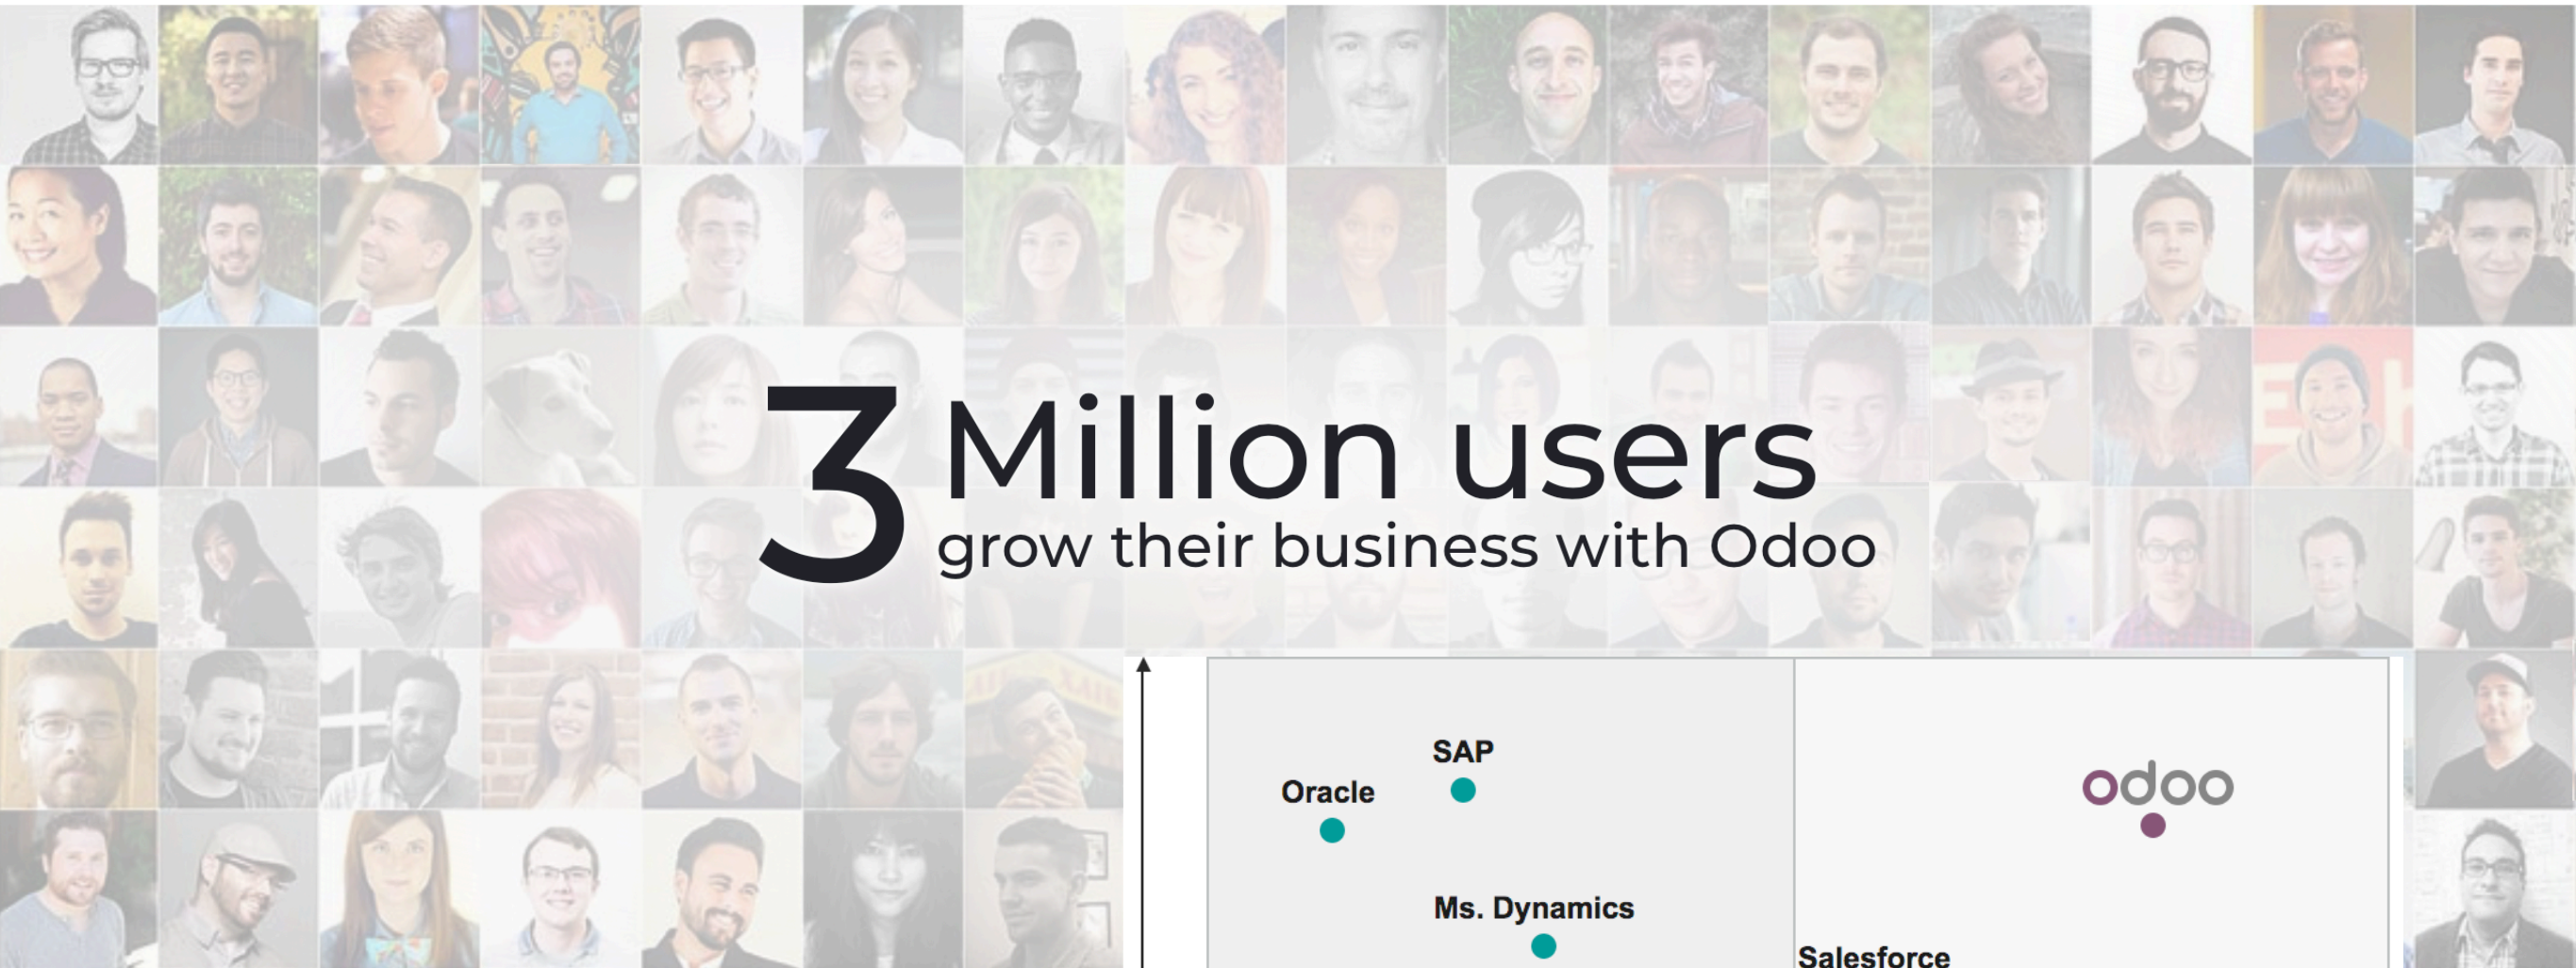 3 Million users
grow their business with Odoo
SAP
Oracle
odoo
Ms. Dynamics
Salesforce